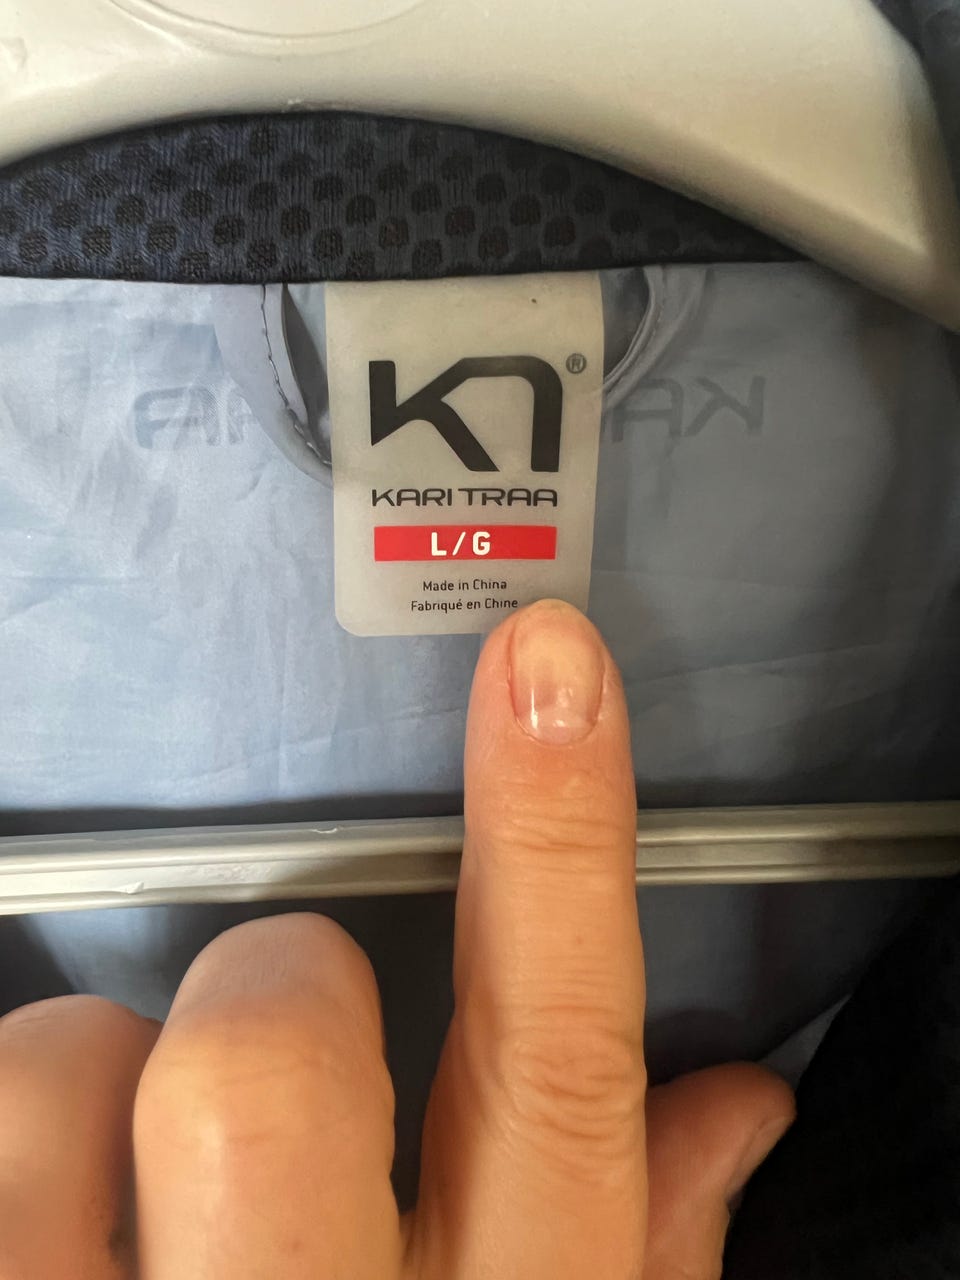 ®
KARI TRAA
L/G
Made in China
Fabriqué en Chine